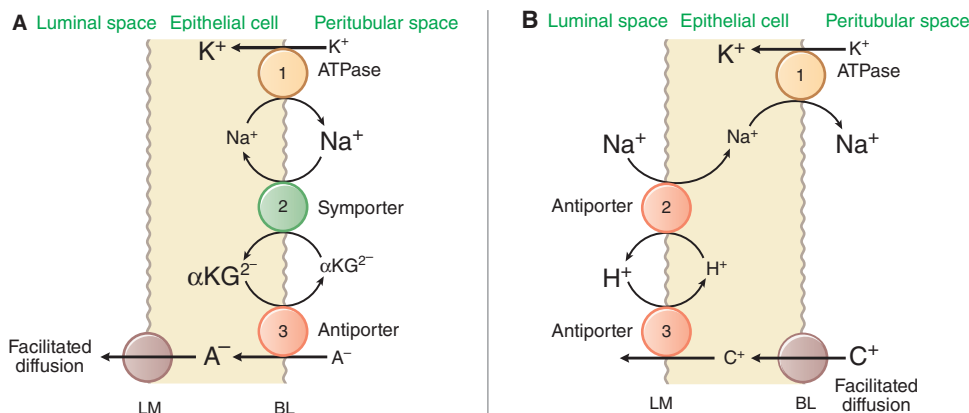 A
Luminal space Epithelial cell Peritubular space
K⁺ K⁺
1 ATPase
Na⁺ Na⁺
2 Symporter
αKG²⁻ αKG²⁻
3 Antiporter
Facilitated
diffusion
A⁻ A⁻
LM BL
B
Luminal space Epithelial cell Peritubular space
K⁺ K⁺
1 ATPase
Na⁺ Na⁺ Na⁺
Antiporter 2
H⁺ H⁺
Antiporter 3
C⁺ C⁺
Facilitated
diffusion
LM BL